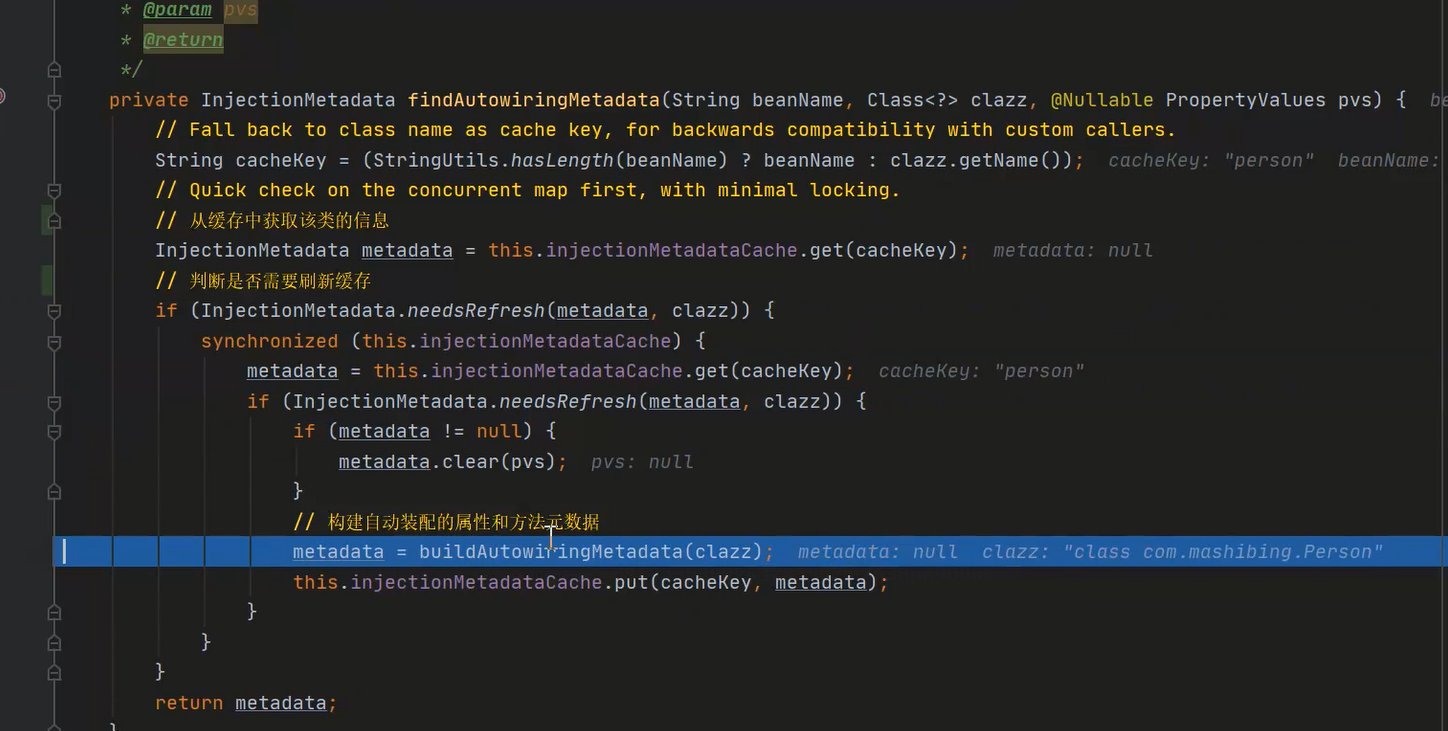 * @param pvs
* @return
*/
private InjectionMetadata findAutowiringMetadata(String beanName, Class<?> clazz, @Nullable PropertyValues pvs) {
// Fall back to class name as cache key, for backwards compatibility with custom callers.
String cacheKey = (StringUtils.hasLength(beanName) ? beanName : clazz.getName()); cacheKey: "person" beanName:
// Quick check on the concurrent map first, with minimal locking.
// 从缓存中获取该类的信息
InjectionMetadata metadata = this.injectionMetadataCache.get(cacheKey); metadata: null
// 判断是否需要刷新缓存
if (InjectionMetadata.needsRefresh(metadata, clazz)) {
synchronized (this.injectionMetadataCache) {
metadata = this.injectionMetadataCache.get(cacheKey); cacheKey: "person"
if (InjectionMetadata.needsRefresh(metadata, clazz)) {
if (metadata != null) {
metadata.clear(pvs); pvs: null
}
// 构建自动装配的属性和方法元数据
metadata = buildAutowiringMetadata(clazz); metadata: null clazz: "class com.mashibing.Person"
this.injectionMetadataCache.put(cacheKey, metadata);
}
}
}
return metadata;
}